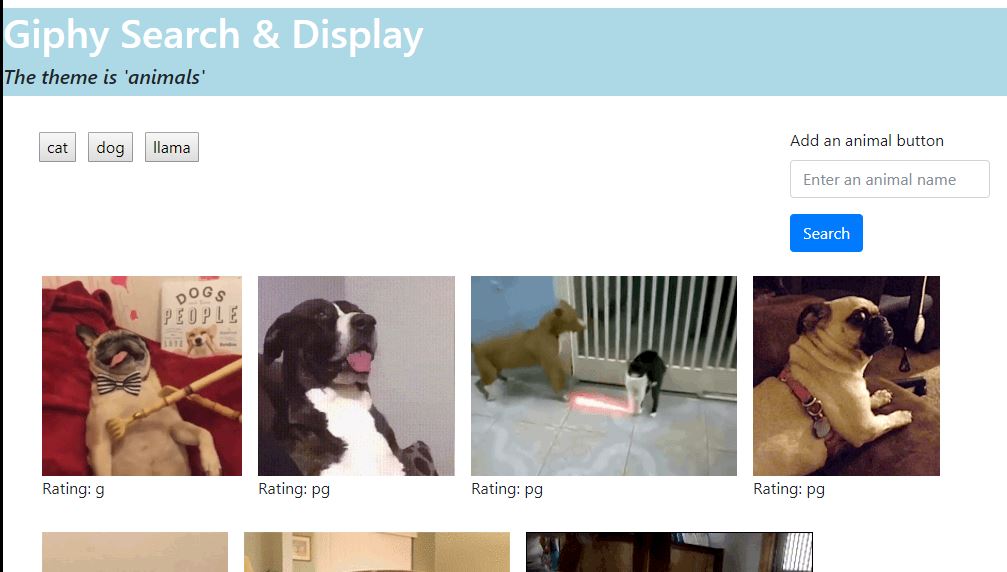 Giphy Search & Display
The theme is 'animals'
cat dog llama
Add an animal button
Enter an animal name
Search
DOGS
PEOPLE
Rating: g
Rating: pg
Rating: pg
Rating: pg